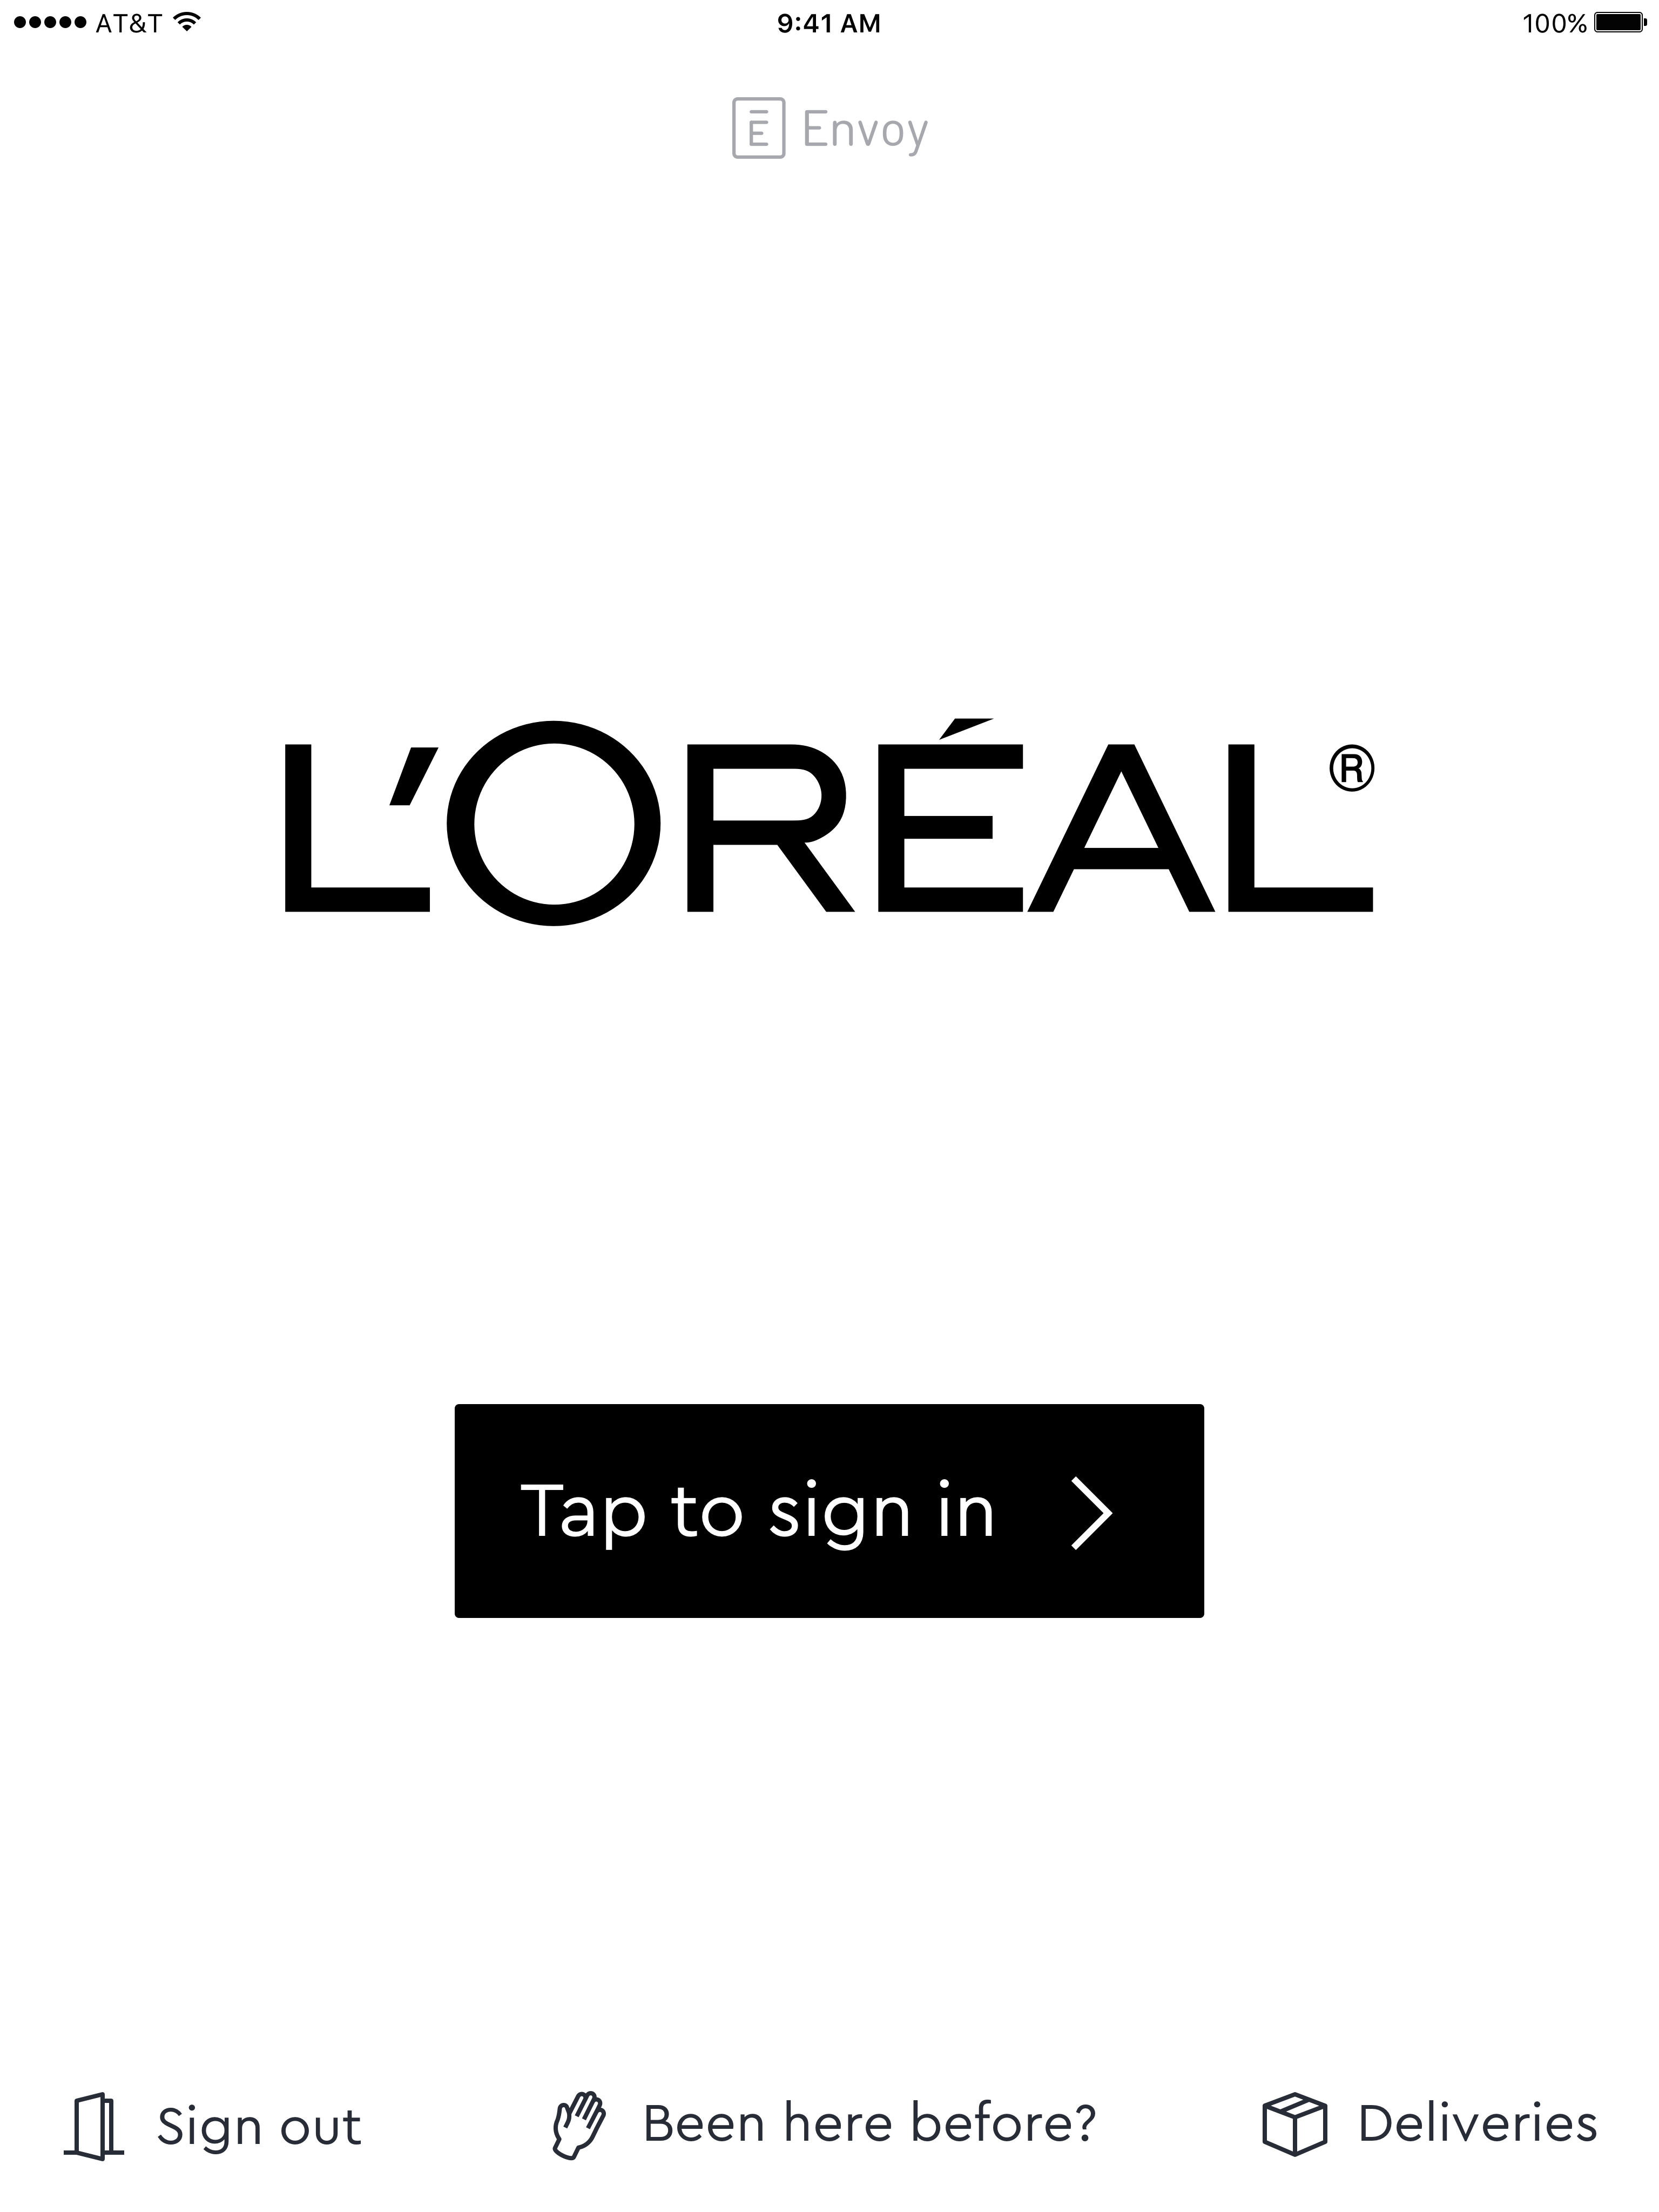 AT&T 9:41 AM 100%
E Envoy
L'ORÉAL®
Tap to sign in
Sign out Been here before? Deliveries